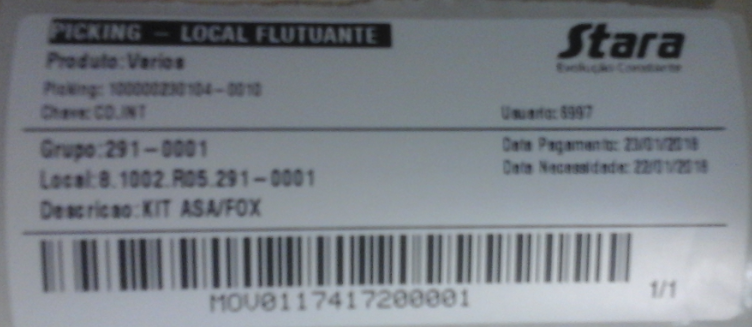 PICKING - LOCAL FLUTUANTE
Stara
Evolução Constante
Produto:Varios
Picking: 100000230104-0010
Chave: CO.INT
Usuario: 6997
Grupo:291-0001
Data Pagamento: 23/01/2018
Local:8.1002.R05.291-0001
Data Necessidade: 22/01/2018
Descricao:KIT ASA/FOX
MOV0117417200001
1/1